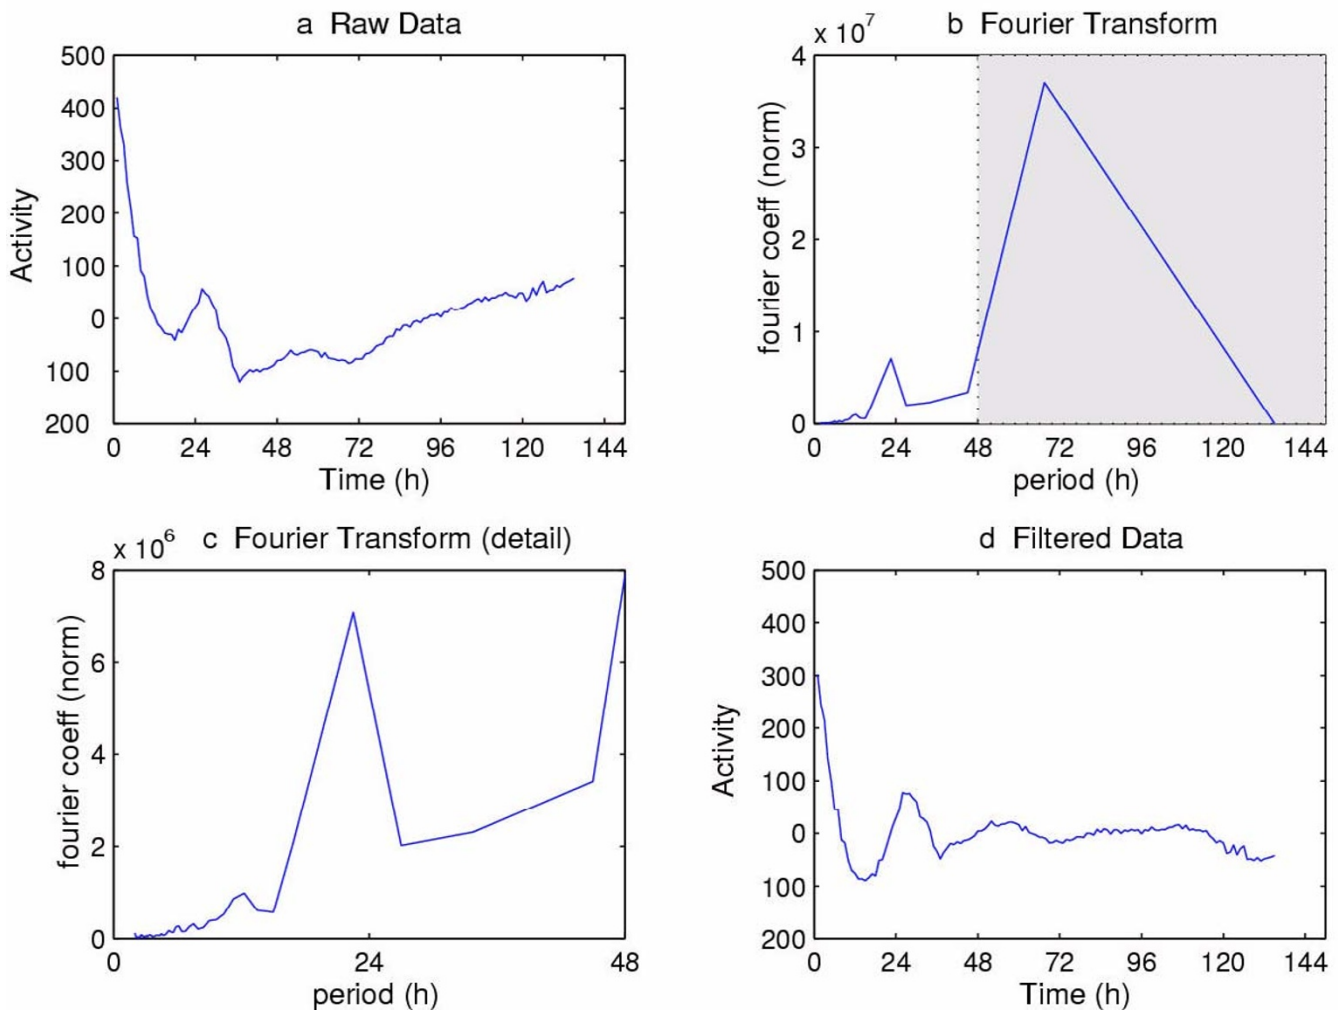 a Raw Data
500
400
300
200
100
0
100
200
Activity
0 24 48 72 96 120 144
Time (h)
b Fourier Transform
x 10^7
4
3
2
1
0
fourier coeff (norm)
0 24 48 72 96 120 144
period (h)
c Fourier Transform (detail)
x 10^6
8
6
4
2
0
fourier coeff (norm)
0 24 48
period (h)
d Filtered Data
500
400
300
200
100
0
100
200
Activity
0 24 48 72 96 120 144
Time (h)